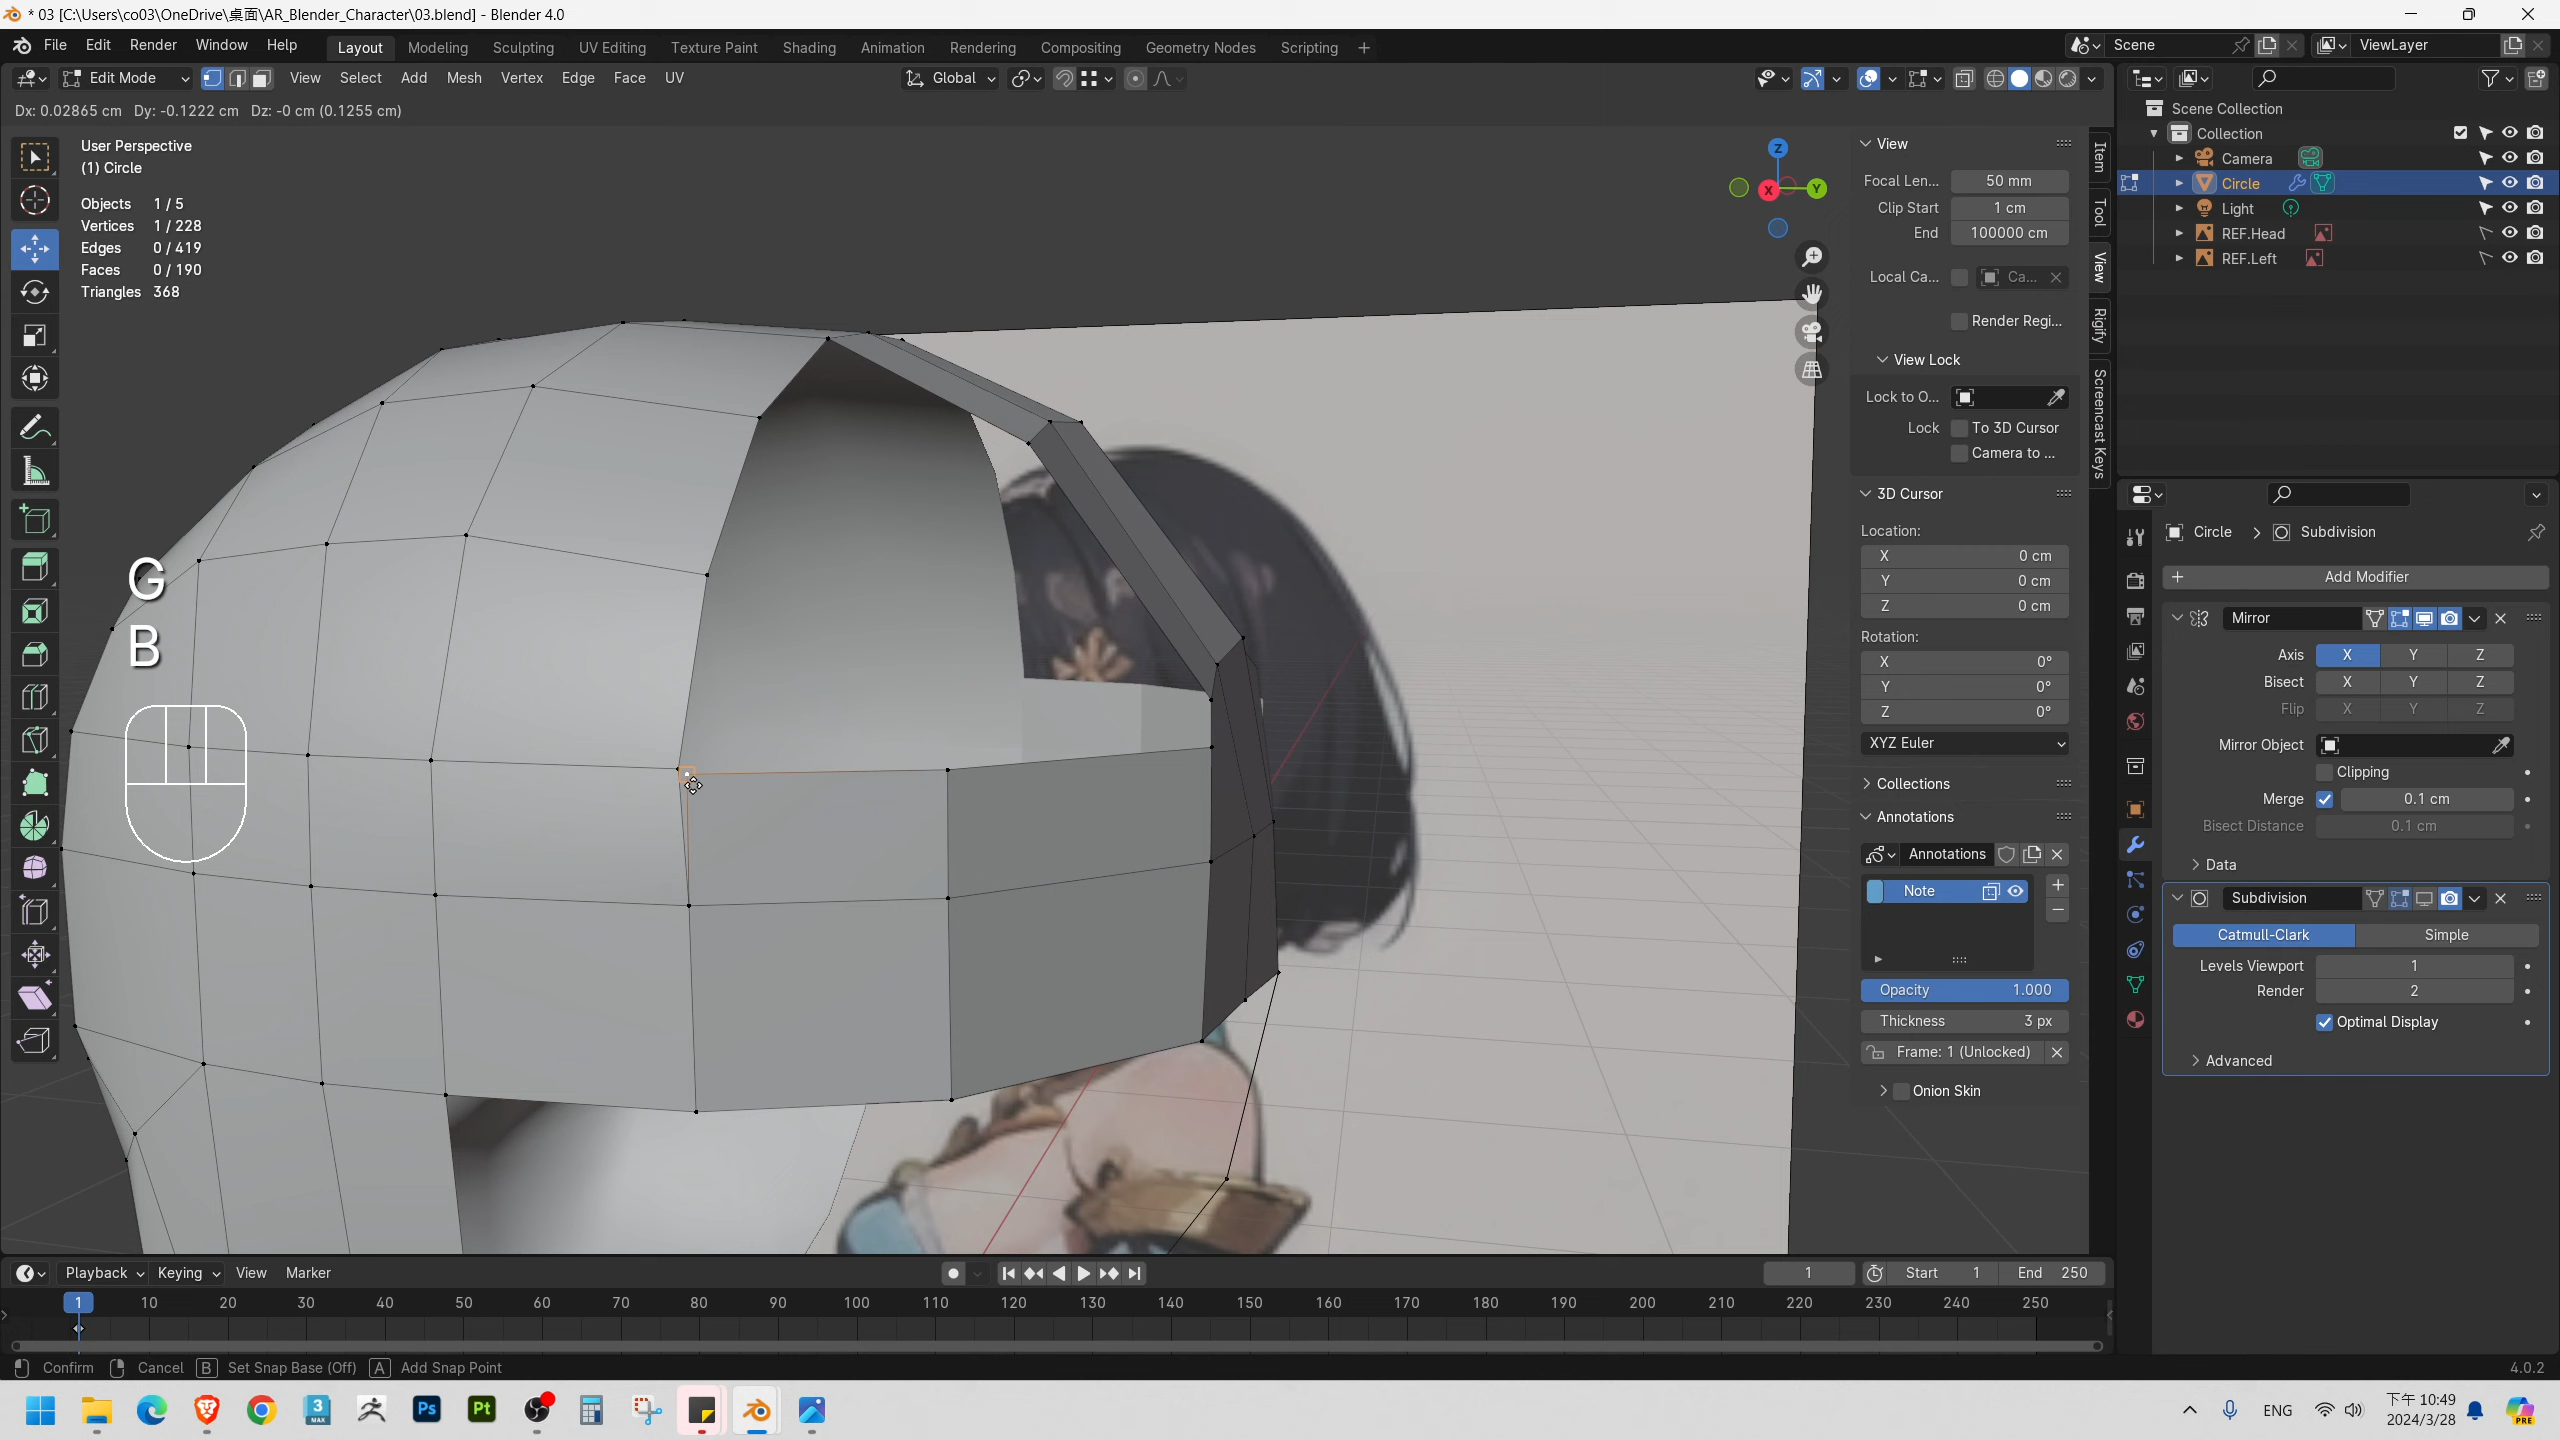 * 03 [C:\Users\co03\OneDrive\桌面\AR_Blender_Character\03.blend] - Blender 4.0
File Edit Render Window Help
Layout Modeling Sculpting UV Editing Texture Paint Shading Animation Rendering Compositing Geometry Nodes Scripting +
Scene
ViewLayer
Edit Mode View Select Add Mesh Vertex Edge Face UV
Global
Dx: 0.02865 cm Dy: -0.1222 cm Dz: -0 cm (0.1255 cm)
User Perspective
(1) Circle
Objects 1 / 5
Vertices 1 / 228
Edges 0 / 419
Faces 0 / 190
Triangles 368
G
B
Z
X
Y
View
Focal Len... 50 mm
Clip Start 1 cm
End 100000 cm
Local Ca... Ca...
Render Regi...
View Lock
Lock to O...
Lock To 3D Cursor
Camera to ...
3D Cursor
Location:
X 0 cm
Y 0 cm
Z 0 cm
Rotation:
X 0°
Y 0°
Z 0°
XYZ Euler
Collections
Annotations
Annotations
Note
Opacity 1.000
Thickness 3 px
Frame: 1 (Unlocked)
Onion Skin
Item
Tool
View
Rigify
Screencast Keys
Scene Collection
Collection
Camera
Circle
Light
REF.Head
REF.Left
Circle > Subdivision
+ Add Modifier
Mirror
Axis X Y Z
Bisect X Y Z
Flip X Y Z
Mirror Object
Clipping
Merge 0.1 cm
Bisect Distance 0.1 cm
Data
Subdivision
Catmull-Clark Simple
Levels Viewport 1
Render 2
Optimal Display
Advanced
Playback Keying View Marker
1 Start 1 End 250
1 10 20 30 40 50 60 70 80 90 100 110 120 130 140 150 160 170 180 190 200 210 220 230 240 250
Confirm Cancel B Set Snap Base (Off) A Add Snap Point
4.0.2
3
MAX
Ps
Pt
ENG
下午 10:49
2024/3/28
PRE